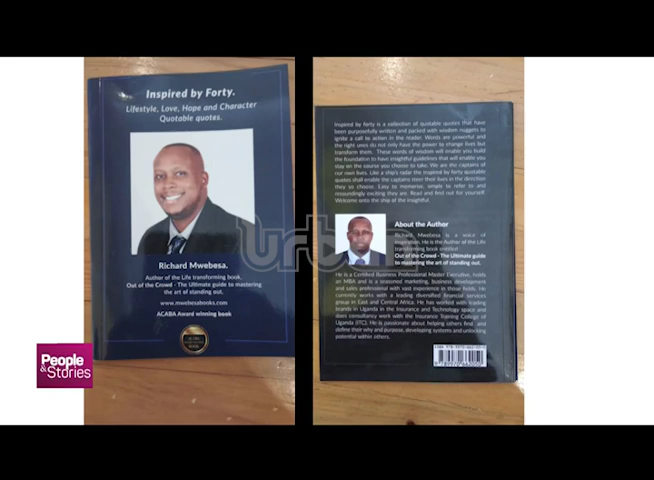 Inspired by Forty.
Lifestyle, Love, Hope and Character
Quotable quotes.
Richard Mwebesa.
Author of the Life transforming book,
Out of the Crowd - The Ultimate guide to mastering
the art of standing out.
www.mwebesabooks.com
ACABA Award winning book
Inspired by forty is a collection of quotable quotes that have
been purposefully written and packed with wisdom nuggets to
ignite a call to action in the reader. Words are powerful and
the right ones do not only have the power to change lives but
transform them. These words of wisdom will enable you build
the foundation to have insightful guidelines that will enable you
stay on the course you choose to take. We are the captains of
our own lives. Like a ship's radar the inspired by forty quotable
quotes shall enable the captains steer their lives in the direction
they so choose. Easy to memorise, simple to refer to and
resoundingly exciting they are. Read and feel out for yourself.
Welcome onto the ship of the insightful.
About the Author
Richard Mwebesa is a voice of
inspiration. He is the Author of the Life
transforming book entitled
Out of the Crowd - The Ultimate guide
to mastering the art of standing out.
He is a Certified Business Professional Master Executive, holds
an MBA and is a seasoned marketing, business development
and sales professional with vast experience in those fields. He
currently works with a leading diversified financial services
group in East and Central Africa. He has worked with leading
brands in Uganda in the Insurance and Technology space and
does consultancy work with the Insurance Training College of
Uganda (ITC). He is passionate about helping others find and
define their why and purpose, developing systems and unlocking
potential within others.
urban
People
& Stories